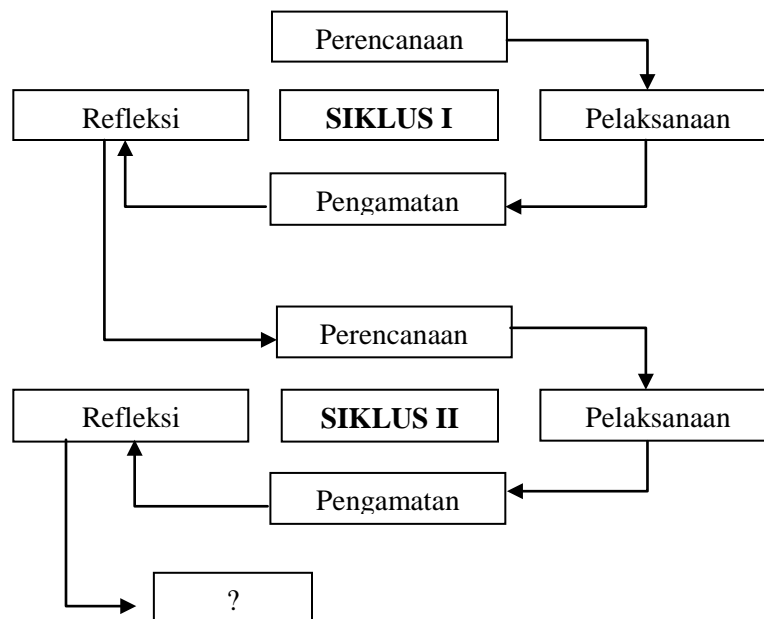 Perencanaan
Refleksi
SIKLUS I
Pelaksanaan
Pengamatan
Perencanaan
Refleksi
SIKLUS II
Pelaksanaan
Pengamatan
?